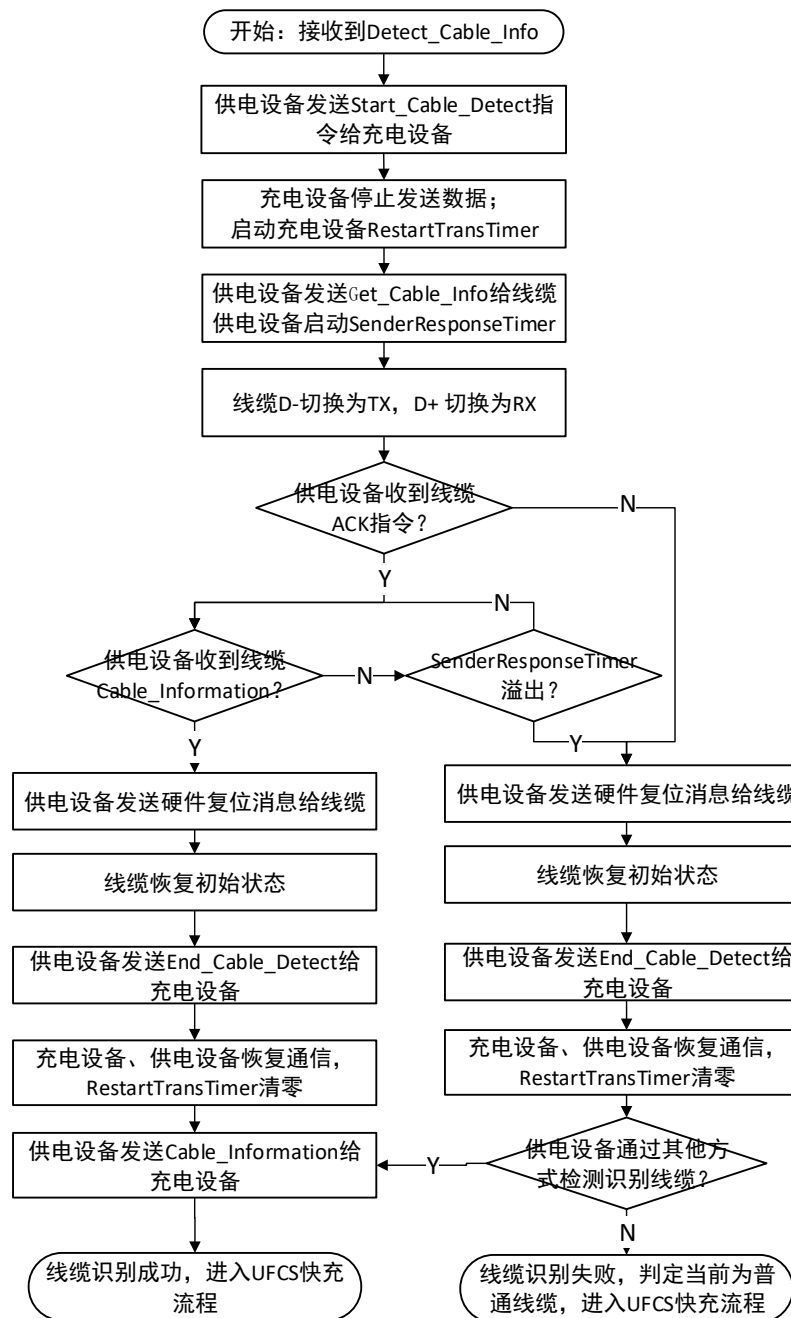 开始：接收到Detect_Cable_Info
供电设备发送Start_Cable_Detect指
令给充电设备
充电设备停止发送数据；
启动充电设备RestartTransTimer
供电设备发送Get_Cable_Info给线缆
供电设备启动SenderResponseTimer
线缆D-切换为TX，D+ 切换为RX
供电设备收到线缆
ACK指令？
N
Y
N
供电设备收到线缆
Cable_Information？
N
SenderResponseTimer
溢出？
Y
Y
供电设备发送硬件复位消息给线缆
供电设备发送硬件复位消息给线缆
线缆恢复初始状态
线缆恢复初始状态
供电设备发送End_Cable_Detect给
充电设备
供电设备发送End_Cable_Detect给
充电设备
充电设备、供电设备恢复通信，
RestartTransTimer清零
充电设备、供电设备恢复通信，
RestartTransTimer清零
供电设备发送Cable_Information给
充电设备
Y
供电设备通过其他方
式检测识别线缆？
N
线缆识别成功，进入UFCS快充
流程
线缆识别失败，判定当前为普
通线缆，进入UFCS快充流程